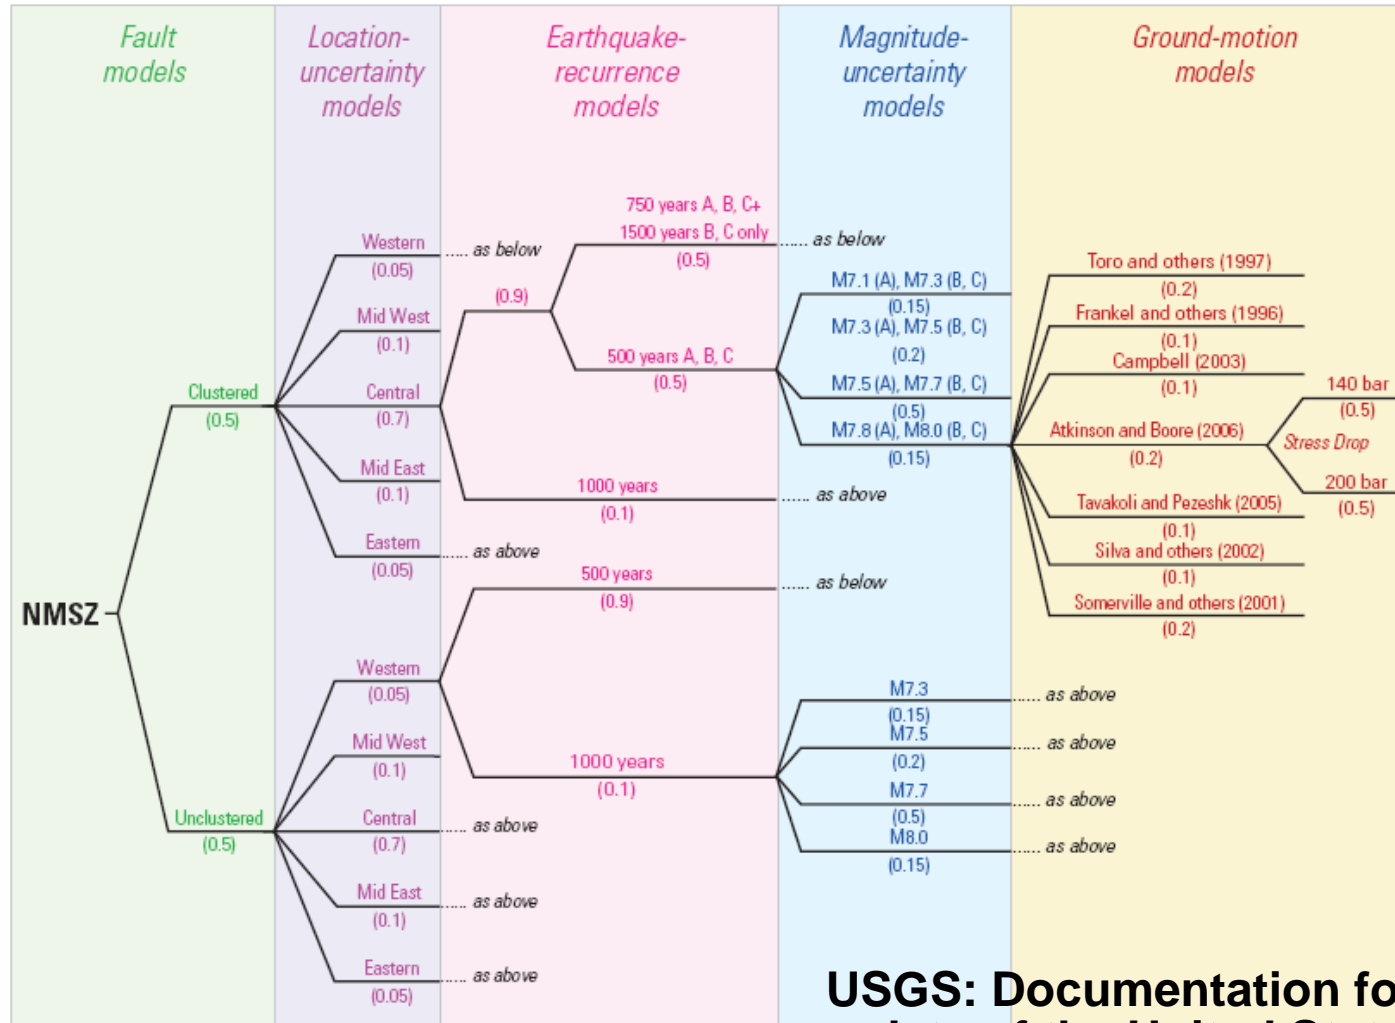 Fault
models
Location-
uncertainty
models
Earthquake-
recurrence
models
Magnitude-
uncertainty
models
Ground-motion
models
NMSZ
Clustered
(0.5)
Unclustered
(0.5)
Western
(0.05)
..... as below
Mid West
(0.1)
Central
(0.7)
Mid East
(0.1)
Eastern
(0.05)
..... as above
Western
(0.05)
Mid West
(0.1)
Central
(0.7)
..... as above
Mid East
(0.1)
..... as above
Eastern
(0.05)
..... as above
(0.9)
750 years A, B, C+
1500 years B, C only
(0.5)
...... as below
500 years A, B, C
(0.5)
1000 years
(0.1)
...... as above
500 years
(0.9)
...... as below
1000 years
(0.1)
M7.1 (A), M7.3 (B, C)
(0.15)
M7.3 (A), M7.5 (B, C)
(0.2)
M7.5 (A), M7.7 (B, C)
(0.5)
M7.8 (A), M8.0 (B, C)
(0.15)
M7.3
(0.15)
...... as above
M7.5
(0.2)
...... as above
M7.7
(0.5)
...... as above
M8.0
(0.15)
...... as above
Toro and others (1997)
(0.2)
Frankel and others (1996)
(0.1)
Campbell (2003)
(0.1)
Atkinson and Boore (2006)
(0.2)
Stress Drop
140 bar
(0.5)
200 bar
(0.5)
Tavakoli and Pezeshk (2005)
(0.1)
Silva and others (2002)
(0.1)
Somerville and others (2001)
(0.2)
USGS: Documentation fo
of the United Stat